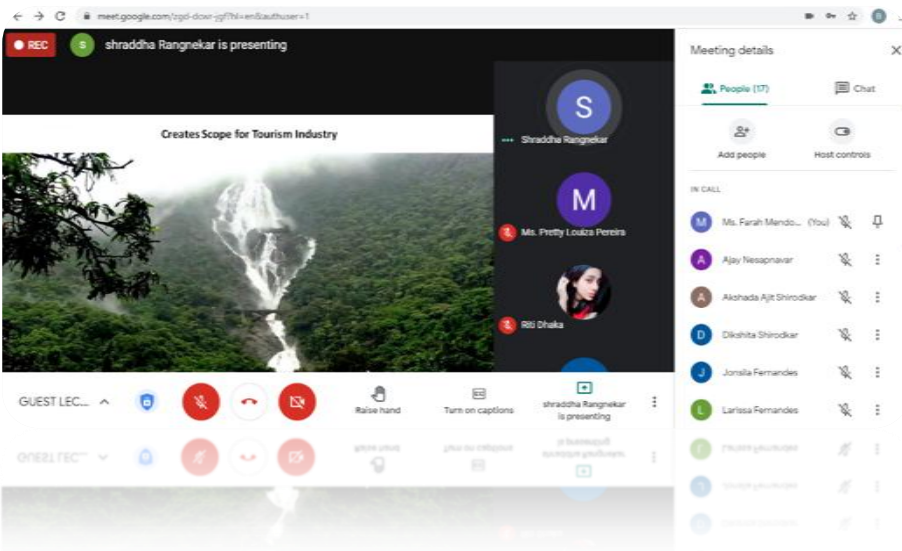 meet.google.com/zgd-dowr-jgf?hl=en&authuser=1
B
REC
S
shraddha Rangnekar is presenting
Creates Scope for Tourism Industry
S
Shraddha Rangnekar
M
Ms. Pretty Louiza Pereira
Riti Dhaka
GUEST LEC...
Raise hand
Turn on captions
shraddha Rangnekar
is presenting
Meeting details
People (17)
Chat
Add people
Host controls
IN CALL
M Ms. Farah Mendo... (You)
A Ajay Nesapnavar
A Akshada Ajit Shirodkar
D Dikshita Shirodkar
J Jonsila Fernandes
L Larissa Fernandes